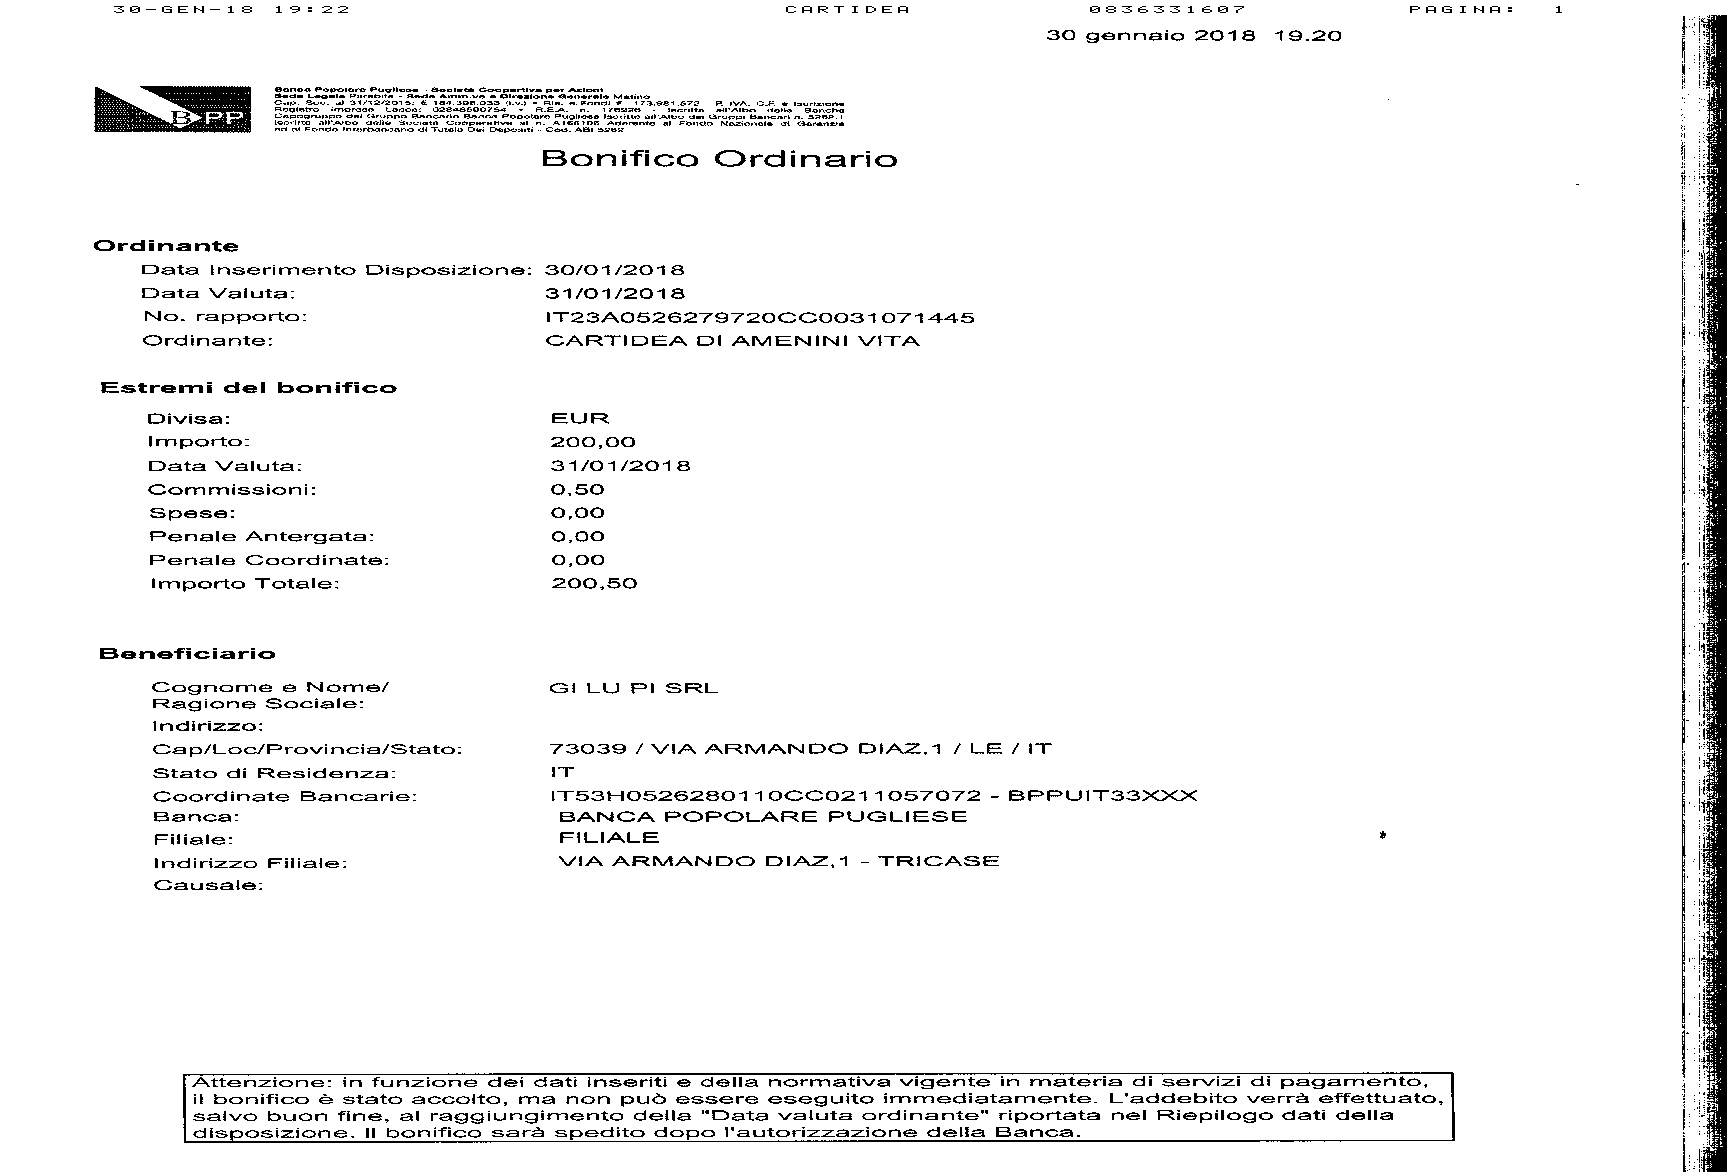 30-GEN-18 19:22 CARTIDEA 0836331607 PAGINA: 1
30 gennaio 2018 19.20
BPP
Banca Popolare Pugliese - Società Cooperativa per Azioni
Sede Legale Parabita - Sede Amm.va e Direzione Generale Matino
Cap. Soc. al 31/12/2015: € (i.v.) - Ris. e Fondi € P. IVA, C.F. e Iscrizione
Registro Imprese Lecce: - R.E.A. n. - Iscritta all'Albo delle Banche
Capogruppo del Gruppo Bancario Banca Popolare Pugliese Iscritto all'Albo dei Gruppi Bancari n. 5262.
Iscritta all'Albo delle Società Cooperative al n. Aderente al Fondo Nazionale di Garanzia
ed al Fondo Interbancario di Tutela Dei Depositi - Cod. ABI 5262
Bonifico Ordinario
Ordinante
Data Inserimento Disposizione: 30/01/2018
Data Valuta: 31/01/2018
No. rapporto: IT23A0526279720CC0031071445
Ordinante: CARTIDEA DI AMENINI VITA
Estremi del bonifico
Divisa: EUR
Importo: 200,00
Data Valuta: 31/01/2018
Commissioni: 0,50
Spese: 0,00
Penale Antergata: 0,00
Penale Coordinate: 0,00
Importo Totale: 200,50
Beneficiario
Cognome e Nome/ GI LU PI SRL
Ragione Sociale:
Indirizzo:
Cap/Loc/Provincia/Stato: 73039 / VIA ARMANDO DIAZ,1 / LE / IT
Stato di Residenza: IT
Coordinate Bancarie: IT53H0526280110CC0211057072 - BPPUIT33XXX
Banca: BANCA POPOLARE PUGLIESE
Filiale: FILIALE
Indirizzo Filiale: VIA ARMANDO DIAZ,1 - TRICASE
Causale:
Attenzione: in funzione dei dati inseriti e della normativa vigente in materia di servizi di pagamento,
il bonifico è stato accolto, ma non può essere eseguito immediatamente. L'addebito verrà effettuato,
salvo buon fine, al raggiungimento della "Data valuta ordinante" riportata nel Riepilogo dati della
disposizione. Il bonifico sarà spedito dopo l'autorizzazione della Banca.